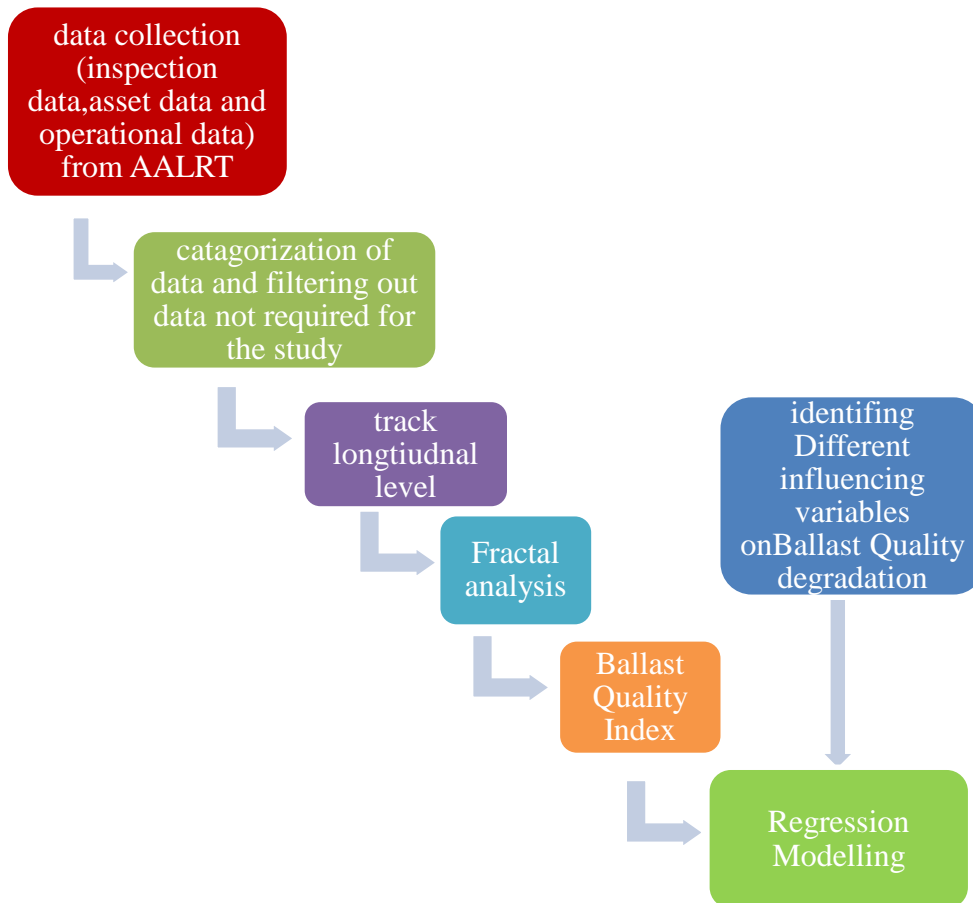 data collection
(inspection
data,asset data and
operational data)
from AALRT
catagorization of
data and filtering out
data not required for
the study
track
longtiudnal
level
identifing
Different
influencing
variables
onBallast Quality
degradation
Fractal
analysis
Ballast
Quality
Index
Regression
Modelling